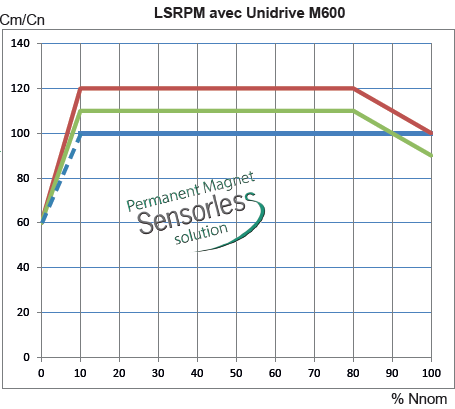 LSRPM avec Unidrive M600
Cm/Cn
140
120
100
80
60
40
20
0
Permanent Magnet
Sensorless
solution
0 10 20 30 40 50 60 70 80 90 100
% Nnom